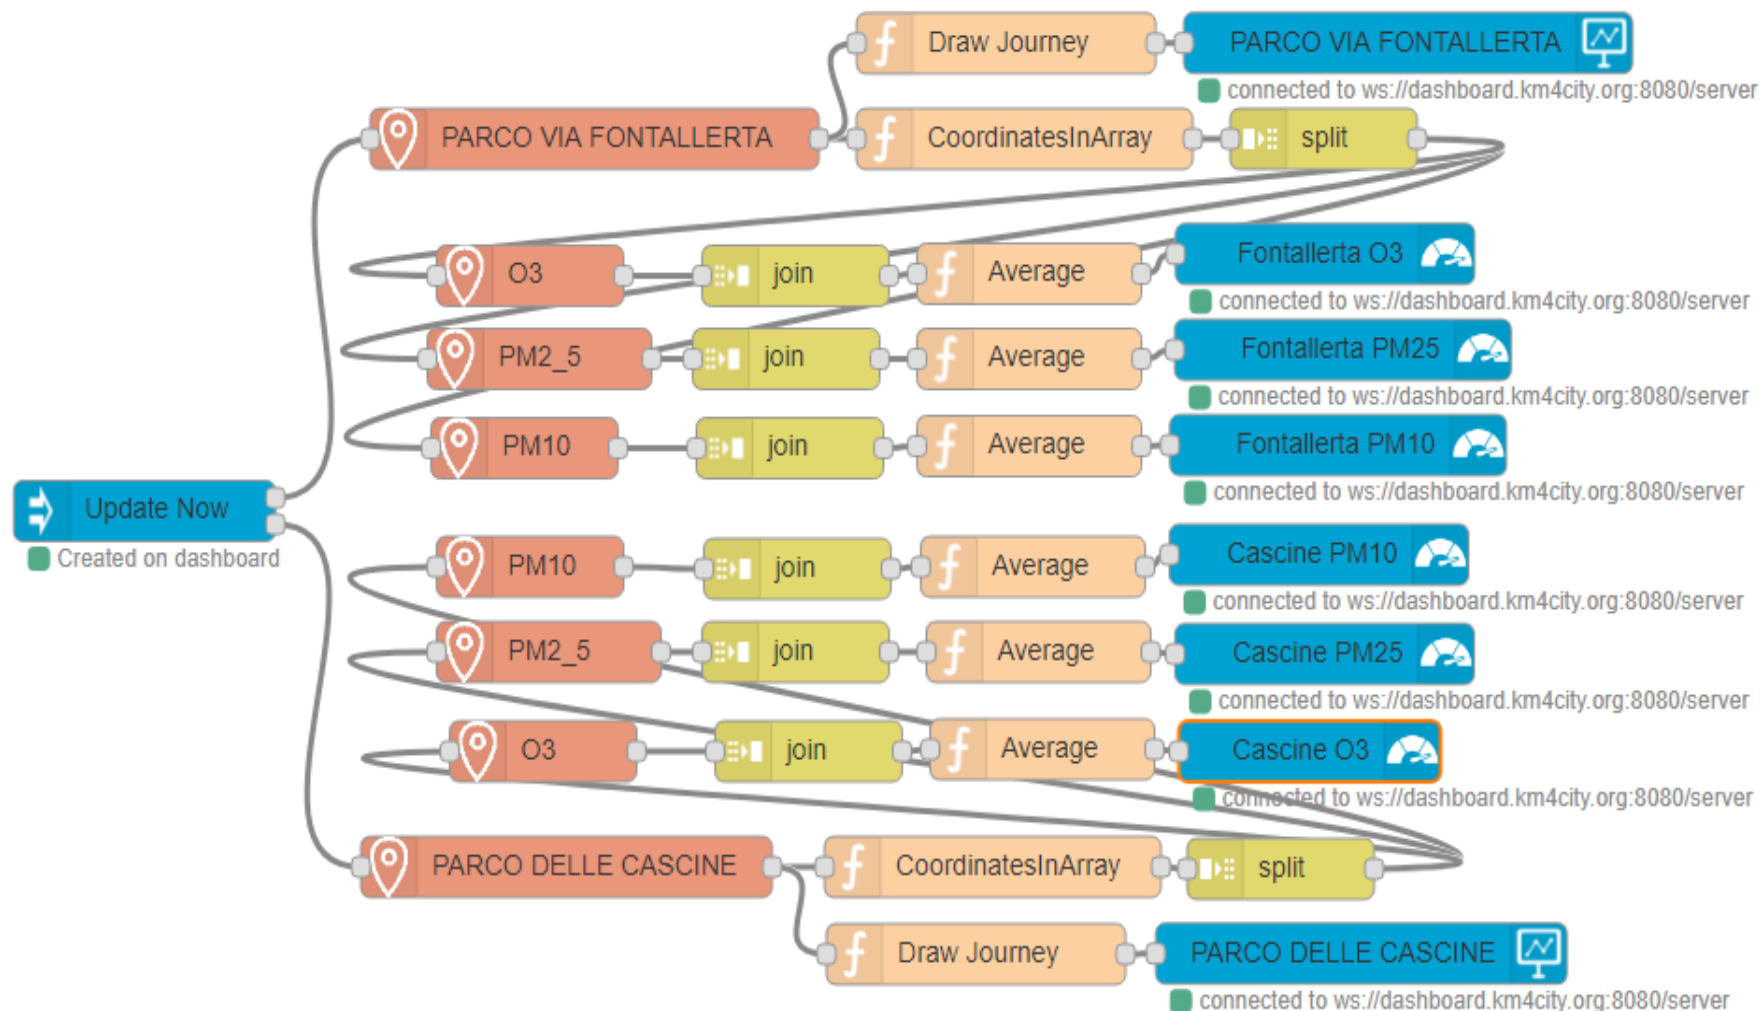 Draw Journey PARCO VIA FONTALLERTA
connected to ws://dashboard.km4city.org:8080/server
PARCO VIA FONTALLERTA CoordinatesInArray split
O3 join Average Fontallerta O3
connected to ws://dashboard.km4city.org:8080/server
PM2_5 join Average Fontallerta PM25
connected to ws://dashboard.km4city.org:8080/server
PM10 join Average Fontallerta PM10
connected to ws://dashboard.km4city.org:8080/server
Update Now
Created on dashboard
PM10 join Average Cascine PM10
connected to ws://dashboard.km4city.org:8080/server
PM2_5 join Average Cascine PM25
connected to ws://dashboard.km4city.org:8080/server
O3 join Average Cascine O3
connected to ws://dashboard.km4city.org:8080/server
PARCO DELLE CASCINE CoordinatesInArray split
Draw Journey PARCO DELLE CASCINE
connected to ws://dashboard.km4city.org:8080/server